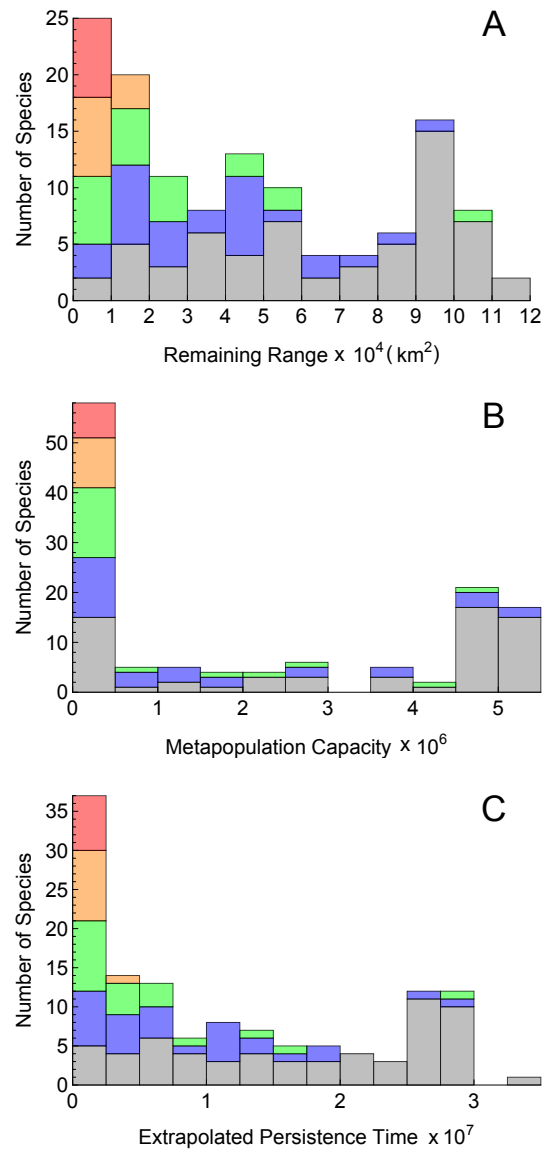 A
25
20
15
10
5
0
Number of Species
0 1 2 3 4 5 6 7 8 9 10 11 12
Remaining Range x 10^4 (km^2)
B
50
40
30
20
10
0
Number of Species
0 1 2 3 4 5
Metapopulation Capacity x 10^6
C
35
30
25
20
15
10
5
0
Number of Species
0 1 2 3
Extrapolated Persistence Time x 10^7